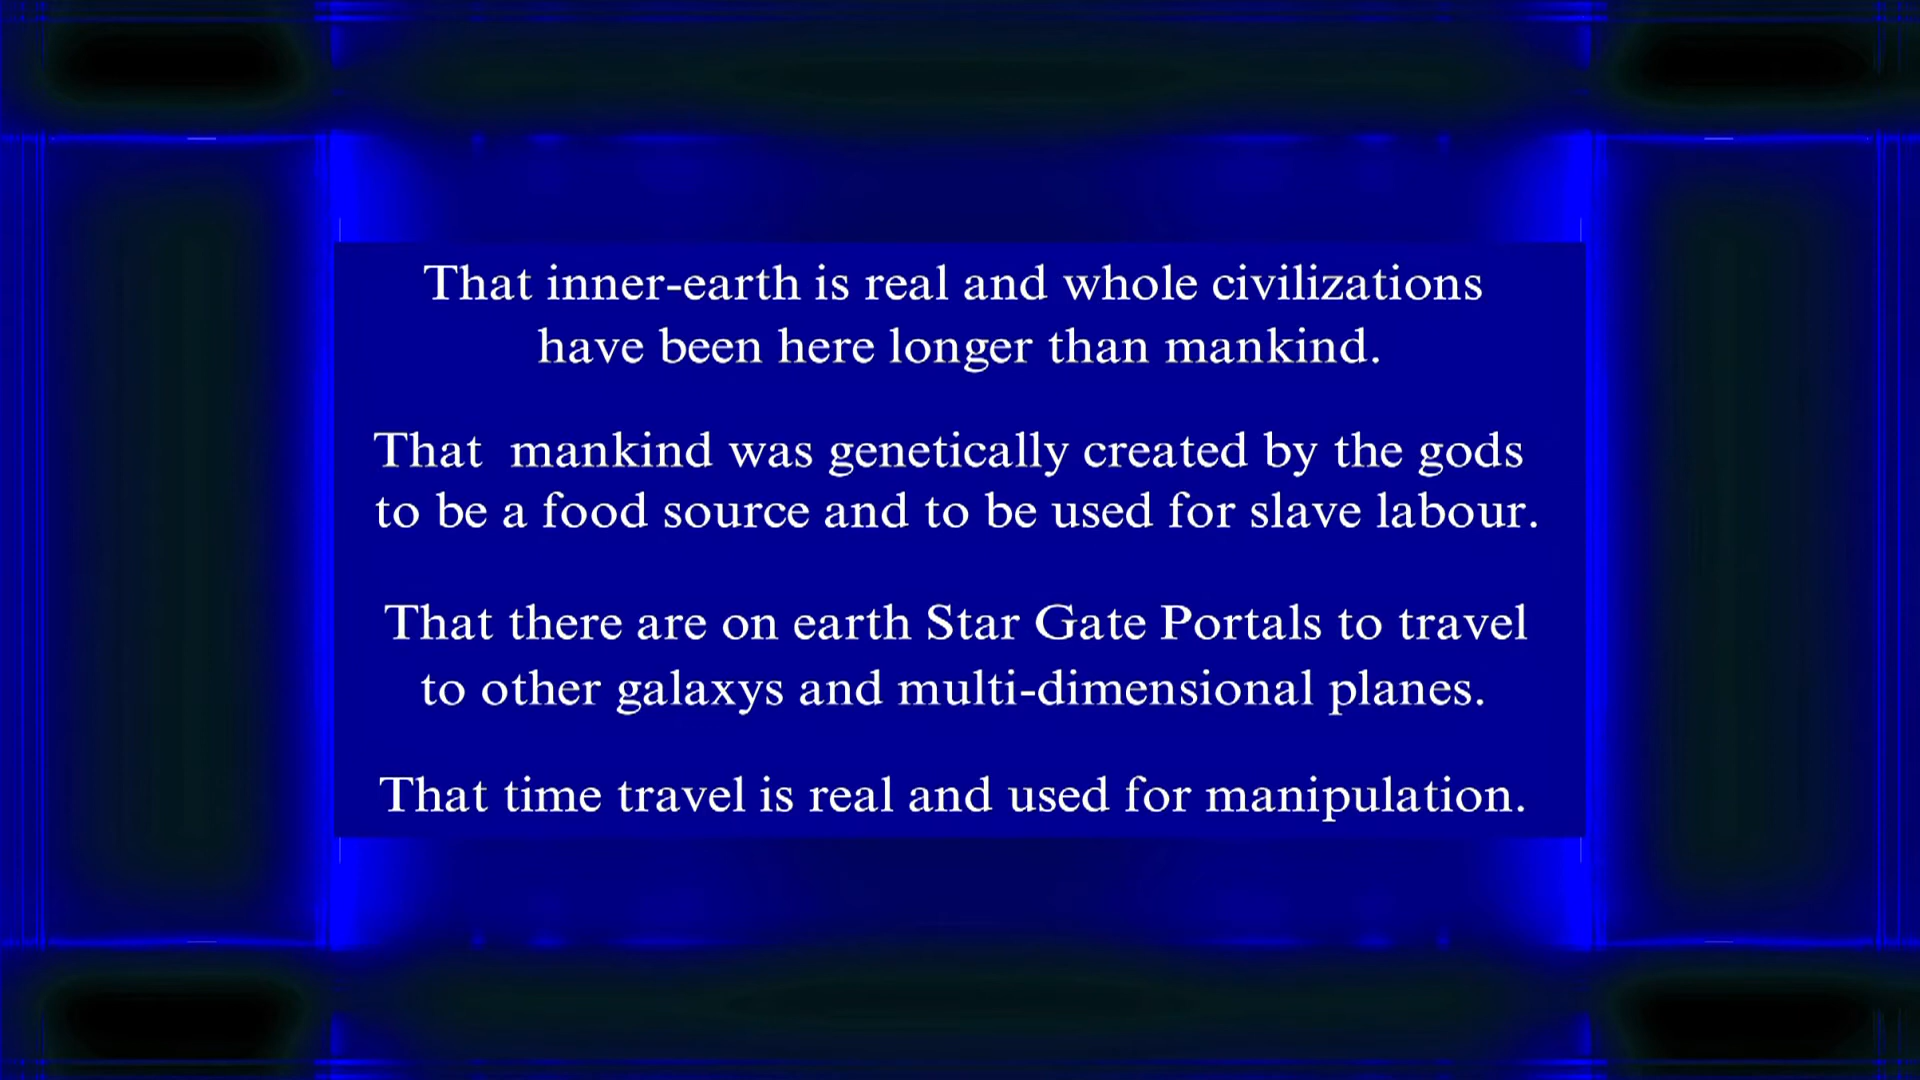 That inner-earth is real and whole civilizations
have been here longer than mankind.
That  mankind was genetically created by the gods
to be a food source and to be used for slave labour.
That there are on earth Star Gate Portals to travel
to other galaxys and multi-dimensional planes.
That time travel is real and used for manipulation.